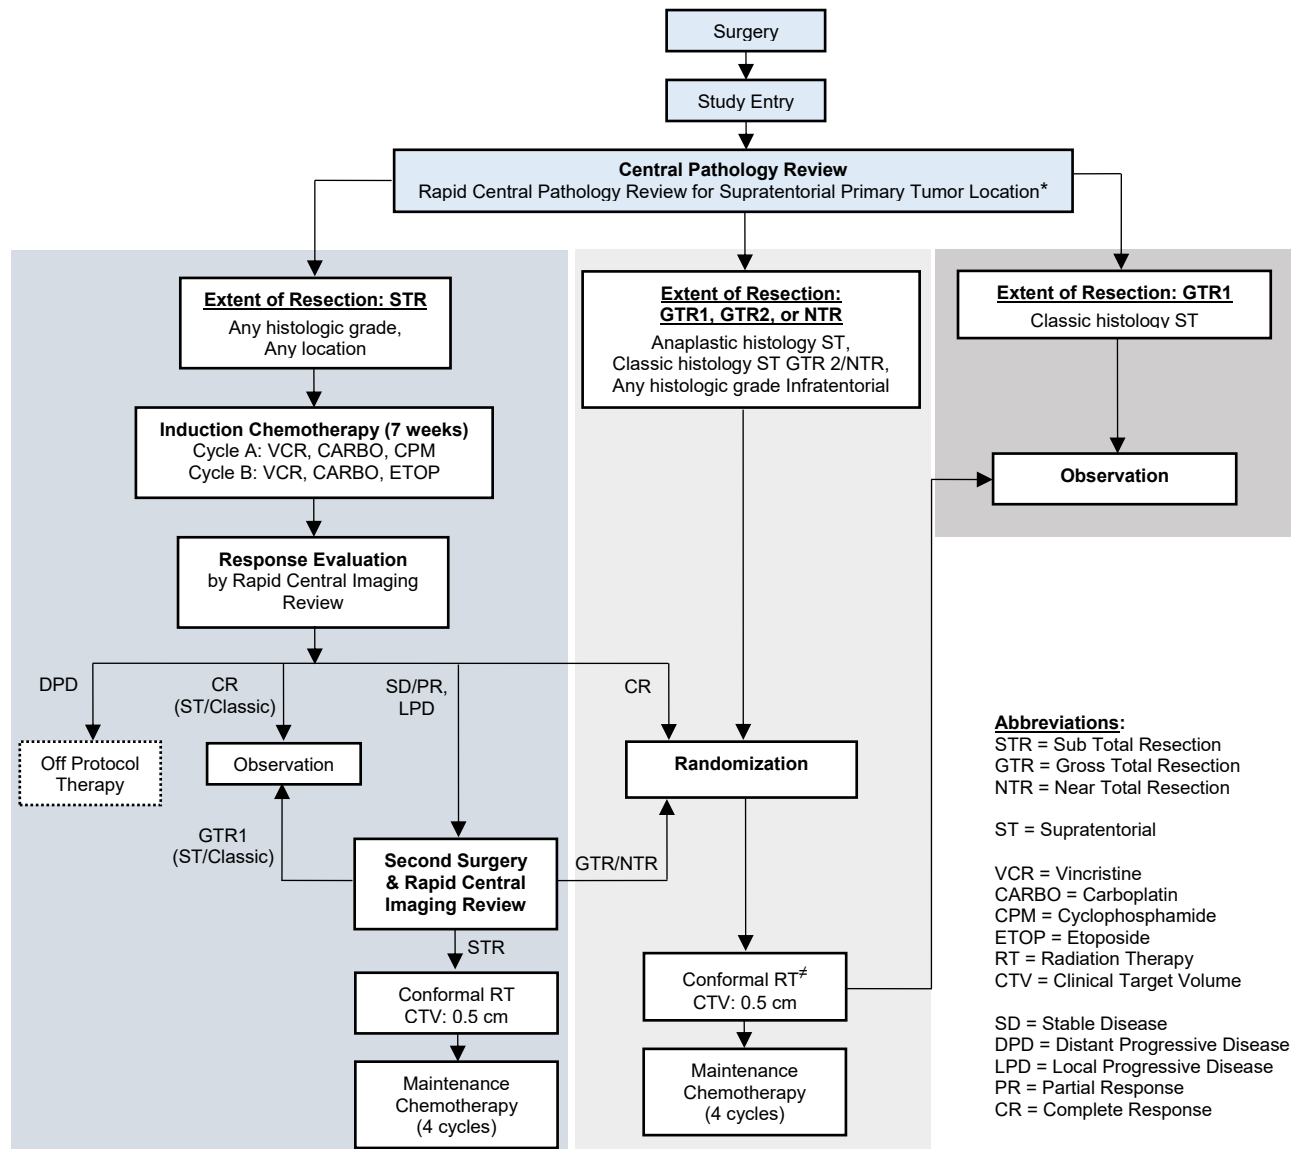 Surgery
Study Entry
Central Pathology Review
Rapid Central Pathology Review for Supratentorial Primary Tumor Location*
Extent of Resection: STR
Any histologic grade,
Any location
Extent of Resection:
GTR1, GTR2, or NTR
Anaplastic histology ST,
Classic histology ST GTR 2/NTR,
Any histologic grade Infratentorial
Extent of Resection: GTR1
Classic histology ST
Induction Chemotherapy (7 weeks)
Cycle A: VCR, CARBO, CPM
Cycle B: VCR, CARBO, ETOP
Observation
Response Evaluation
by Rapid Central Imaging
Review
DPD
CR
(ST/Classic)
SD/PR,
LPD
CR
Off Protocol
Therapy
Observation
Randomization
GTR1
(ST/Classic)
Second Surgery
& Rapid Central
Imaging Review
GTR/NTR
STR
Conformal RT
CTV: 0.5 cm
Conformal RT≠
CTV: 0.5 cm
Maintenance
Chemotherapy
(4 cycles)
Maintenance
Chemotherapy
(4 cycles)
Abbreviations:
STR = Sub Total Resection
GTR = Gross Total Resection
NTR = Near Total Resection
ST = Supratentorial
VCR = Vincristine
CARBO = Carboplatin
CPM = Cyclophosphamide
ETOP = Etoposide
RT = Radiation Therapy
CTV = Clinical Target Volume
SD = Stable Disease
DPD = Distant Progressive Disease
LPD = Local Progressive Disease
PR = Partial Response
CR = Complete Response